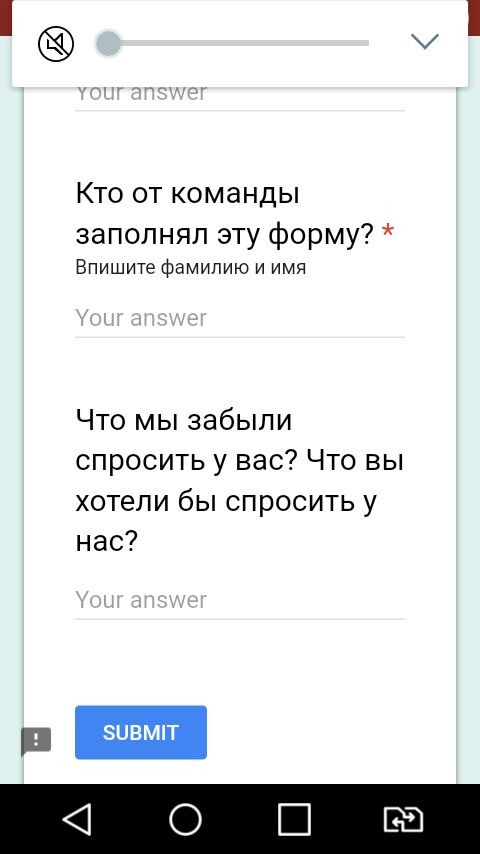 Your answer
Кто от команды
заполнял эту форму? *
Впишите фамилию и имя
Your answer
Что мы забыли
спросить у вас? Что вы
хотели бы спросить у
нас?
Your answer
SUBMIT